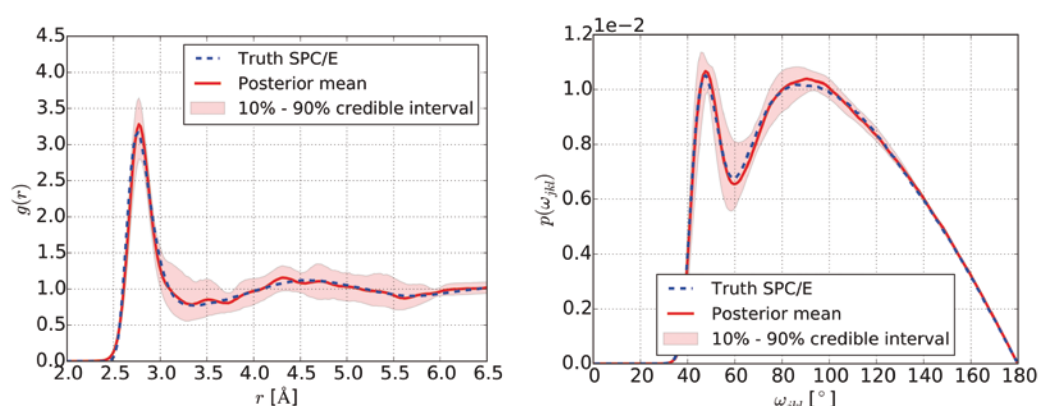 4.5
4.0
3.5
3.0
2.5
2.0
1.5
1.0
0.5
0.0
g(r)
Truth SPC/E
Posterior mean
10% - 90% credible interval
2.0 2.5 3.0 3.5 4.0 4.5 5.0 5.5 6.0 6.5
r [Å]
1e−2
1.2
1.0
0.8
0.6
0.4
0.2
0.0
p(ω_jkl)
Truth SPC/E
Posterior mean
10% - 90% credible interval
0 20 40 60 80 100 120 140 160 180
ω_jkl [°]